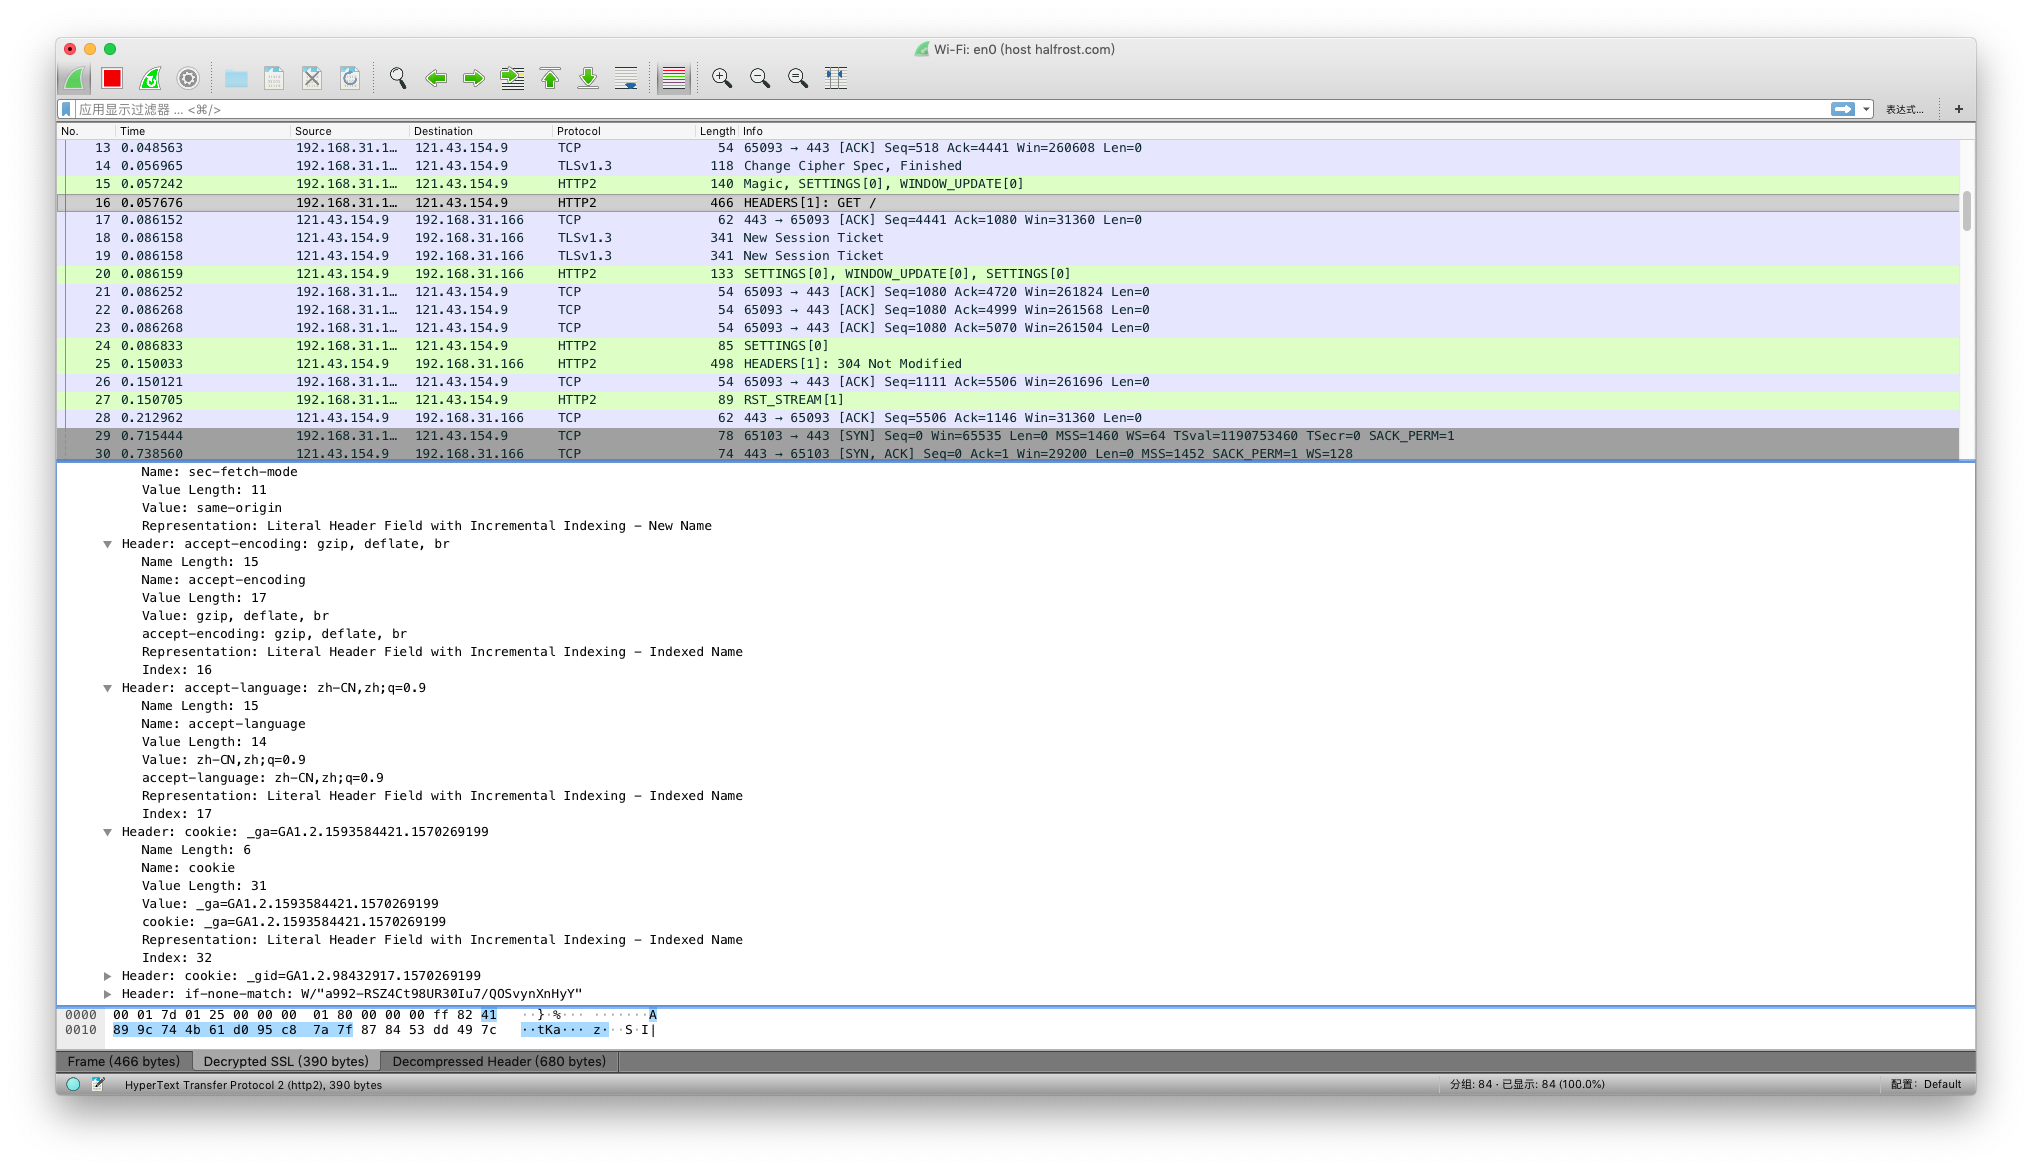 Wi-Fi: en0 (host halfrost.com)
应用显示过滤器 … <⌘/>
表达式… +
No. Time Source Destination Protocol Length Info
13 0.048563 192.168.31.1… 121.43.154.9 TCP 54 65093 → 443 [ACK] Seq=518 Ack=4441 Win=260608 Len=0
14 0.056965 192.168.31.1… 121.43.154.9 TLSv1.3 118 Change Cipher Spec, Finished
15 0.057242 192.168.31.1… 121.43.154.9 HTTP2 140 Magic, SETTINGS[0], WINDOW_UPDATE[0]
16 0.057676 192.168.31.1… 121.43.154.9 HTTP2 466 HEADERS[1]: GET /
17 0.086152 121.43.154.9 192.168.31.166 TCP 62 443 → 65093 [ACK] Seq=4441 Ack=1080 Win=31360 Len=0
18 0.086158 121.43.154.9 192.168.31.166 TLSv1.3 341 New Session Ticket
19 0.086158 121.43.154.9 192.168.31.166 TLSv1.3 341 New Session Ticket
20 0.086159 121.43.154.9 192.168.31.166 HTTP2 133 SETTINGS[0], WINDOW_UPDATE[0], SETTINGS[0]
21 0.086252 192.168.31.1… 121.43.154.9 TCP 54 65093 → 443 [ACK] Seq=1080 Ack=4720 Win=261824 Len=0
22 0.086268 192.168.31.1… 121.43.154.9 TCP 54 65093 → 443 [ACK] Seq=1080 Ack=4999 Win=261568 Len=0
23 0.086268 192.168.31.1… 121.43.154.9 TCP 54 65093 → 443 [ACK] Seq=1080 Ack=5070 Win=261504 Len=0
24 0.086833 192.168.31.1… 121.43.154.9 HTTP2 85 SETTINGS[0]
25 0.150033 121.43.154.9 192.168.31.166 HTTP2 498 HEADERS[1]: 304 Not Modified
26 0.150121 192.168.31.1… 121.43.154.9 TCP 54 65093 → 443 [ACK] Seq=1111 Ack=5506 Win=261696 Len=0
27 0.150705 192.168.31.1… 121.43.154.9 HTTP2 89 RST_STREAM[1]
28 0.212962 121.43.154.9 192.168.31.166 TCP 62 443 → 65093 [ACK] Seq=5506 Ack=1146 Win=31360 Len=0
29 0.715444 192.168.31.1… 121.43.154.9 TCP 78 65103 → 443 [SYN] Seq=0 Win=65535 Len=0 MSS=1460 WS=64 TSval=1190753460 TSecr=0 SACK_PERM=1
30 0.738560 121.43.154.9 192.168.31.166 TCP 74 443 → 65103 [SYN, ACK] Seq=0 Ack=1 Win=29200 Len=0 MSS=1452 SACK_PERM=1 WS=128
Name: sec-fetch-mode
Value Length: 11
Value: same-origin
Representation: Literal Header Field with Incremental Indexing – New Name
Header: accept-encoding: gzip, deflate, br
Name Length: 15
Name: accept-encoding
Value Length: 17
Value: gzip, deflate, br
accept-encoding: gzip, deflate, br
Representation: Literal Header Field with Incremental Indexing – Indexed Name
Index: 16
Header: accept-language: zh-CN,zh;q=0.9
Name Length: 15
Name: accept-language
Value Length: 14
Value: zh-CN,zh;q=0.9
accept-language: zh-CN,zh;q=0.9
Representation: Literal Header Field with Incremental Indexing – Indexed Name
Index: 17
Header: cookie: _ga=GA1.2.1593584421.1570269199
Name Length: 6
Name: cookie
Value Length: 31
Value: _ga=GA1.2.1593584421.1570269199
cookie: _ga=GA1.2.1593584421.1570269199
Representation: Literal Header Field with Incremental Indexing – Indexed Name
Index: 32
Header: cookie: _gid=GA1.2.98432917.1570269199
Header: if-none-match: W/"a992-RSZ4Ct98UR30Iu7/QOSvynXnHyY"
0000 00 01 7d 01 25 00 00 00 01 80 00 00 00 ff 82 41 ··}·%··· ·······A
0010 89 9c 74 4b 61 d0 95 c8 7a 7f 87 84 53 dd 49 7c ··tKa··· z···S·I|
Frame (466 bytes) Decrypted SSL (390 bytes) Decompressed Header (680 bytes)
HyperText Transfer Protocol 2 (http2), 390 bytes 分组: 84 · 已显示: 84 (100.0%) 配置: Default